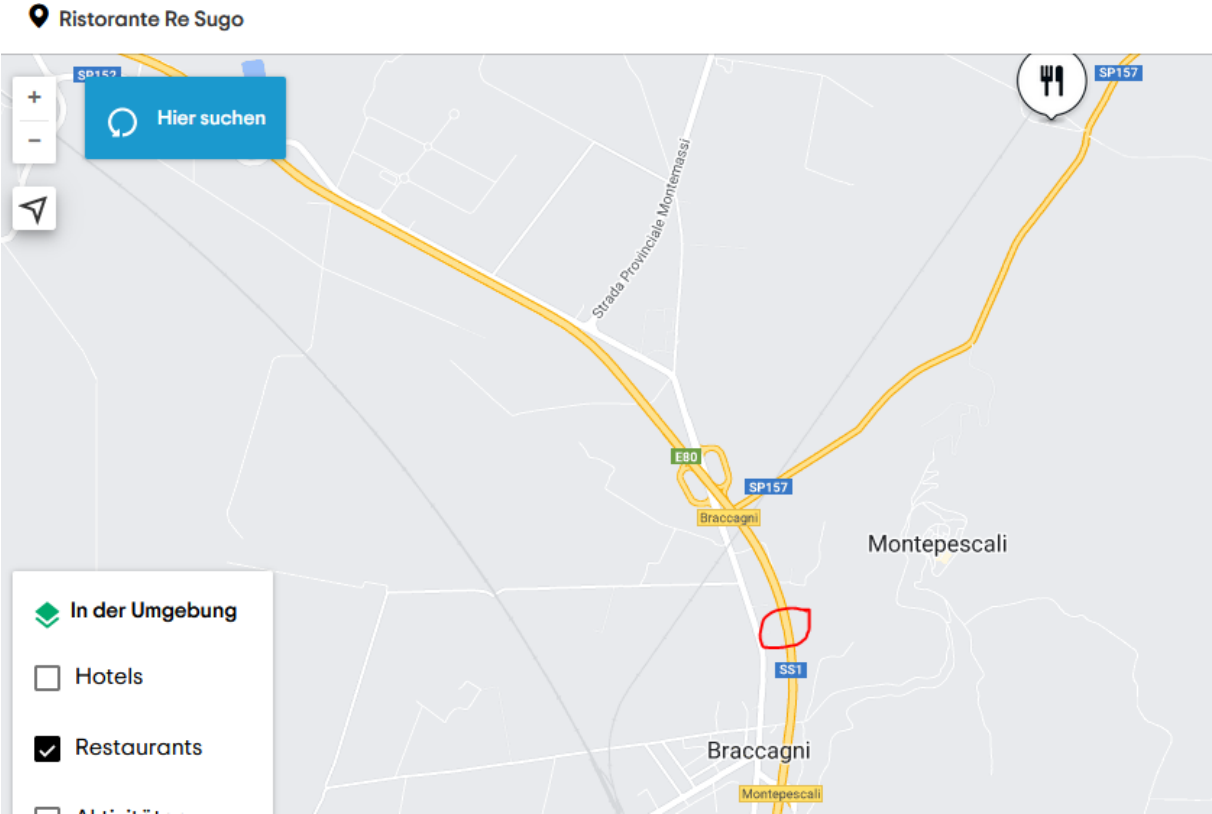 Ristorante Re Sugo
SP152
SP157
Hier suchen
+
−
Strada Provinciale Montemassi
E80
SP157
Braccagni
Montepescali
In der Umgebung
Hotels
SS1
Restaurants
Braccagni
Montepescali